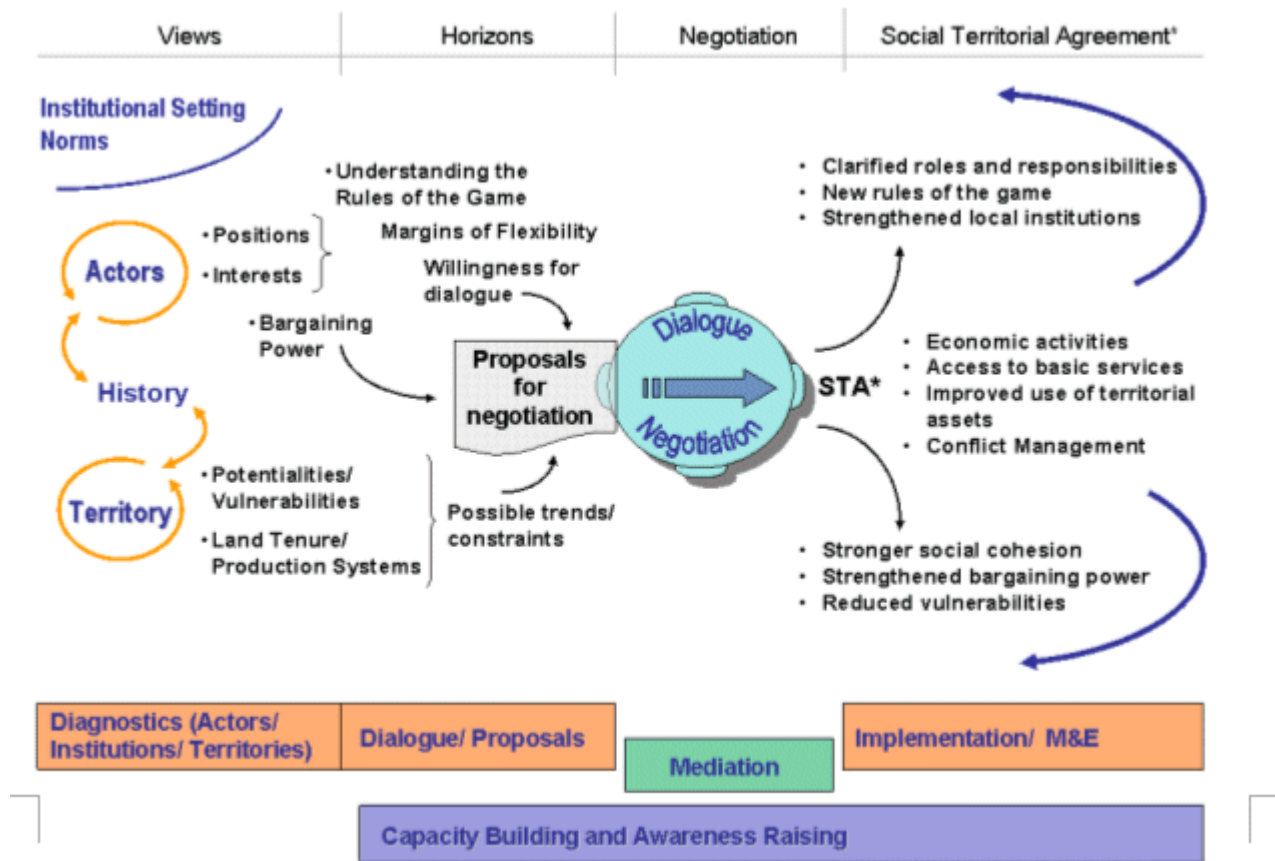 Views
Horizons
Negotiation
Social Territorial Agreement*
Institutional Setting
Norms
• Understanding the
Rules of the Game
Margins of Flexibility
Willingness for
dialogue
Actors
• Positions
• Interests
• Bargaining
Power
History
Territory
• Potentialities/
Vulnerabilities
• Land Tenure/
Production Systems
Possible trends/
constraints
Proposals
for
negotiation
Dialogue
Negotiation
STA*
• Clarified roles and responsibilities
• New rules of the game
• Strengthened local institutions
• Economic activities
• Access to basic services
• Improved use of territorial
assets
• Conflict Management
• Stronger social cohesion
• Strengthened bargaining power
• Reduced vulnerabilities
Diagnostics (Actors/
Institutions/ Territories)
Dialogue/ Proposals
Mediation
Implementation/ M&E
Capacity Building and Awareness Raising